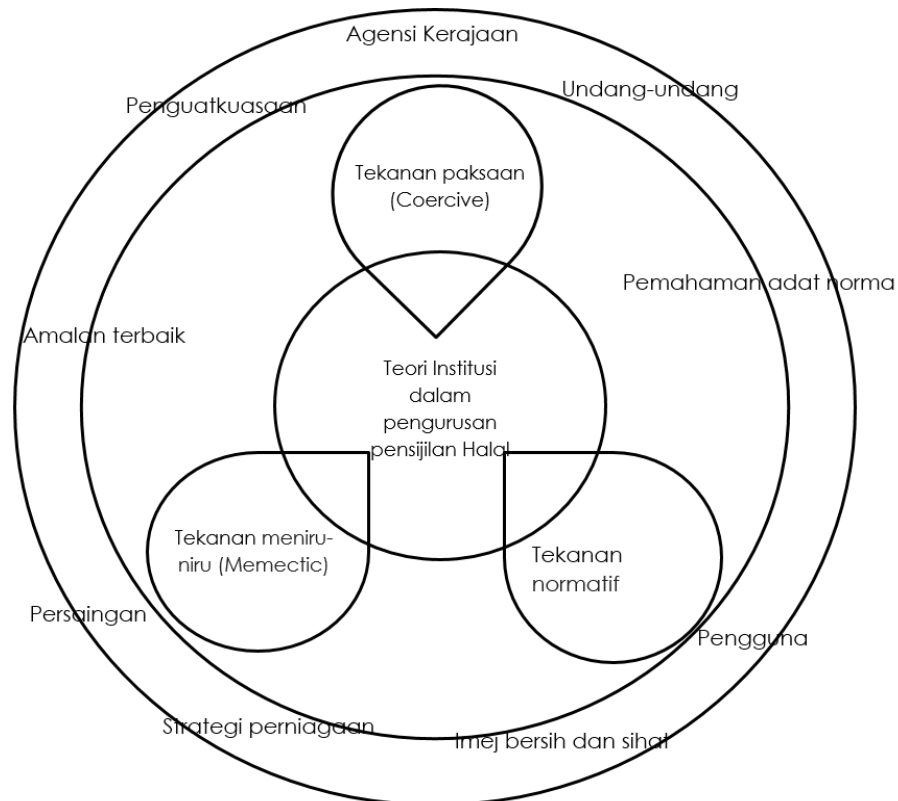 Agensi Kerajaan
Undang-undang
Penguatkuasaan
Tekanan paksaan
(Coercive)
Pemahaman adat norma
Amalan terbaik
Teori Institusi
dalam
pengurusan
pensijilan Halal
Tekanan meniru-
niru (Memectic)
Tekanan
normatif
Persaingan
Pengguna
Strategi perniagaan
Imej bersih dan sihat